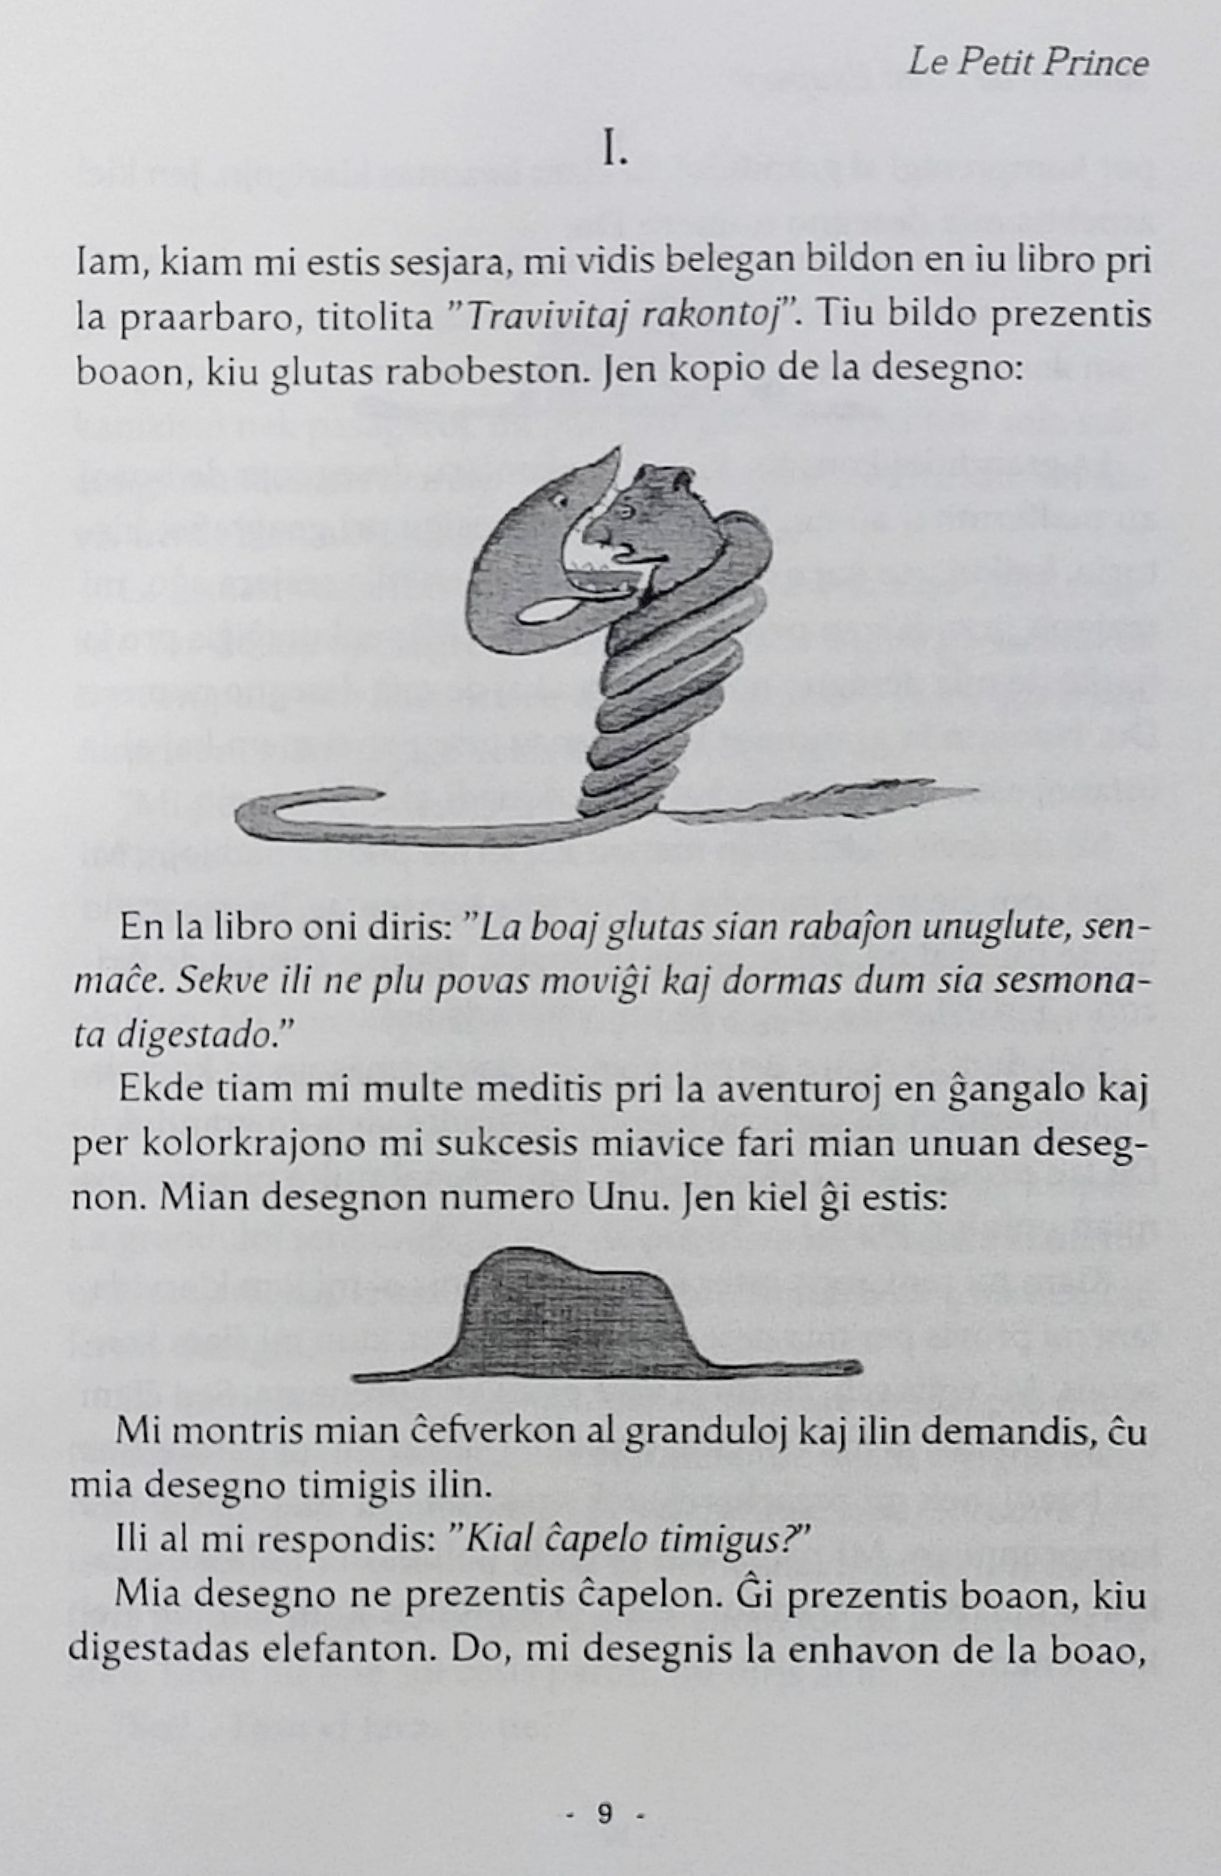 Le Petit Prince
I.
Iam, kiam mi estis sesjara, mi vidis belegan bildon en iu libro pri
la praarbaro, titolita ”Travivitaj rakontoj”. Tiu bildo prezentis
boaon, kiu glutas rabobeston. Jen kopio de la desegno:
En la libro oni diris: ”La boaj glutas sian rabaĵon unuglute, sen-
maĉe. Sekve ili ne plu povas moviĝi kaj dormas dum sia sesmona-
ta digestado.”
Ekde tiam mi multe meditis pri la aventuroj en ĝangalo kaj
per kolorkrajono mi sukcesis miavice fari mian unuan deseg-
non. Mian desegnon numero Unu. Jen kiel ĝi estis:
Mi montris mian ĉefverkon al granduloj kaj ilin demandis, ĉu
mia desegno timigis ilin.
Ili al mi respondis: ”Kial ĉapelo timigus?”
Mia desegno ne prezentis ĉapelon. Ĝi prezentis boaon, kiu
digestadas elefanton. Do, mi desegnis la enhavon de la boao,
- 9 -